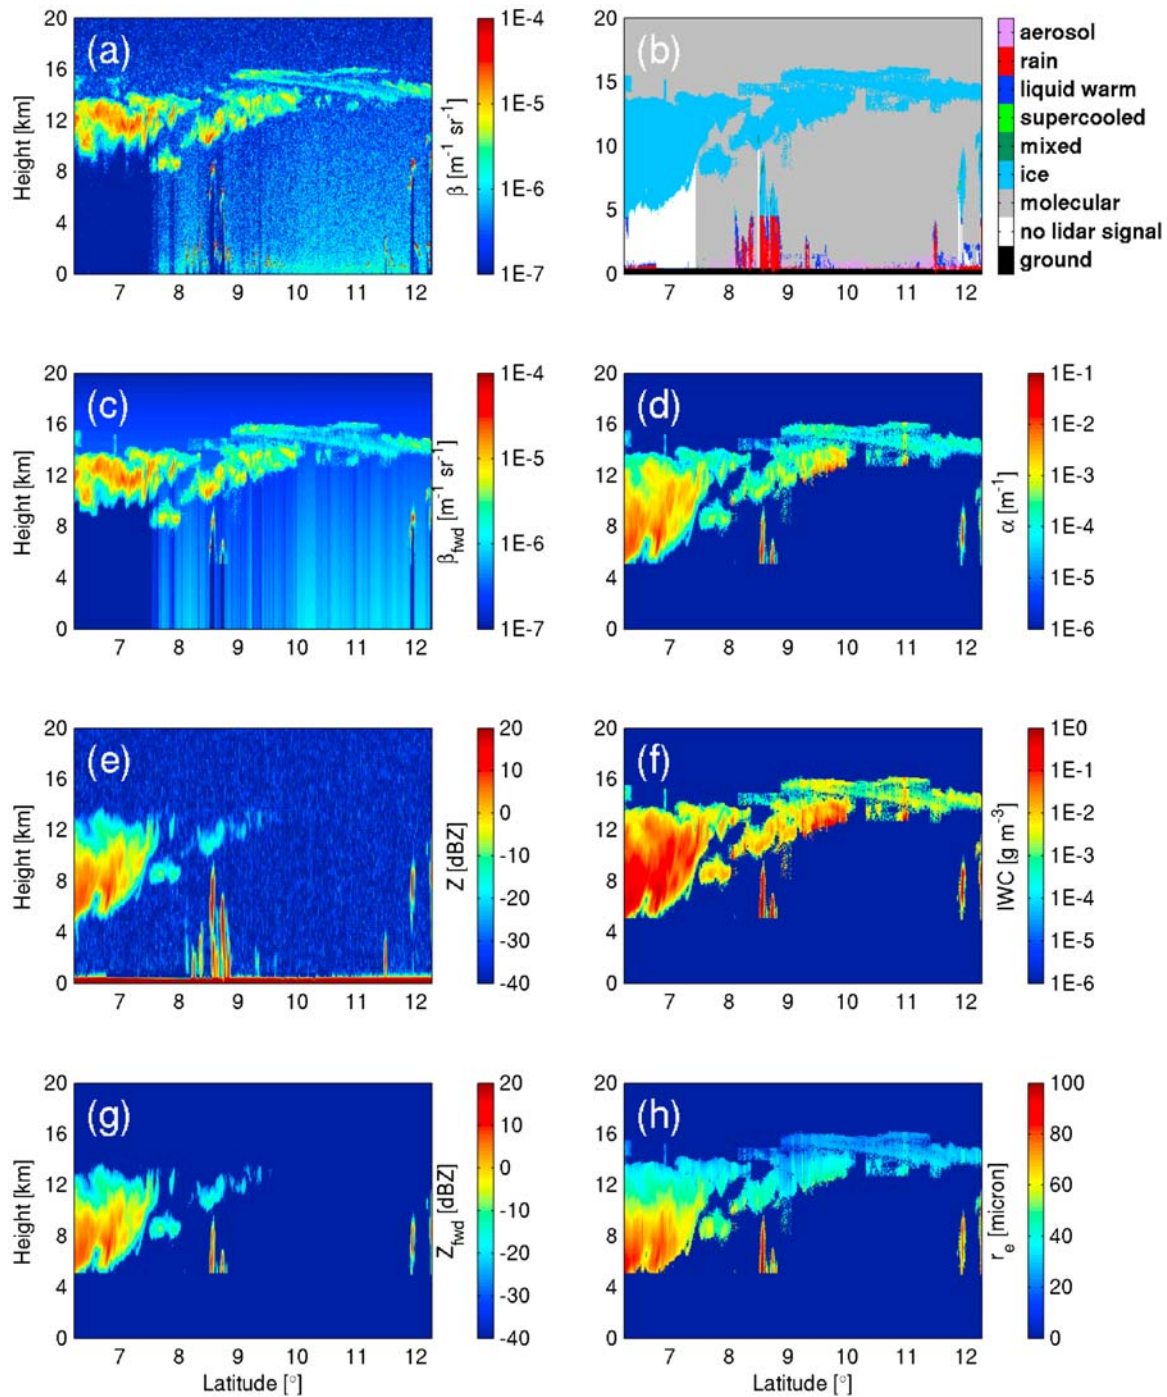 20
16
12
8
4
0
Height [km]
(a)
7 8 9 10 11 12
1E-4
1E-5
1E-6
1E-7
β [m⁻¹ sr⁻¹]
20
15
10
5
0
(b)
7 8 9 10 11 12
aerosol
rain
liquid warm
supercooled
mixed
ice
molecular
no lidar signal
ground
20
16
12
8
4
0
Height [km]
(c)
7 8 9 10 11 12
β_fwd [m⁻¹ sr⁻¹]
1E-4
1E-5
1E-6
1E-7
20
16
12
8
4
0
(d)
7 8 9 10 11 12
α [m⁻¹]
1E-1
1E-2
1E-3
1E-4
1E-5
1E-6
20
16
12
8
4
0
Height [km]
(e)
7 8 9 10 11 12
Z [dBZ]
20
10
0
-10
-20
-30
-40
20
16
12
8
4
0
(f)
7 8 9 10 11 12
IWC [g m⁻³]
1E0
1E-1
1E-2
1E-3
1E-4
1E-5
1E-6
20
16
12
8
4
0
Height [km]
(g)
7 8 9 10 11 12
Latitude [°]
Z_fwd [dBZ]
20
10
0
-10
-20
-30
-40
20
16
12
8
4
0
(h)
7 8 9 10 11 12
Latitude [°]
r_e [micron]
100
80
60
40
20
0